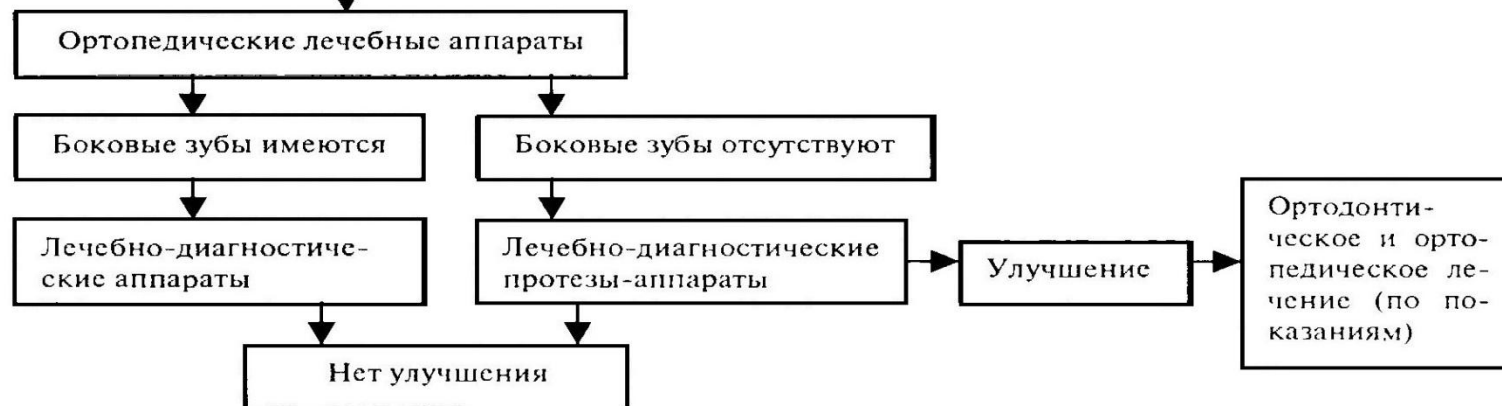 Ортопедические лечебные аппараты
Боковые зубы имеются
Боковые зубы отсутствуют
Лечебно-диагностиче-
ские аппараты
Лечебно-диагностические
протезы-аппараты
Улучшение
Ортодонти-
ческое и орто-
педическое ле-
чение (по по-
казаниям)
Нет улучшения